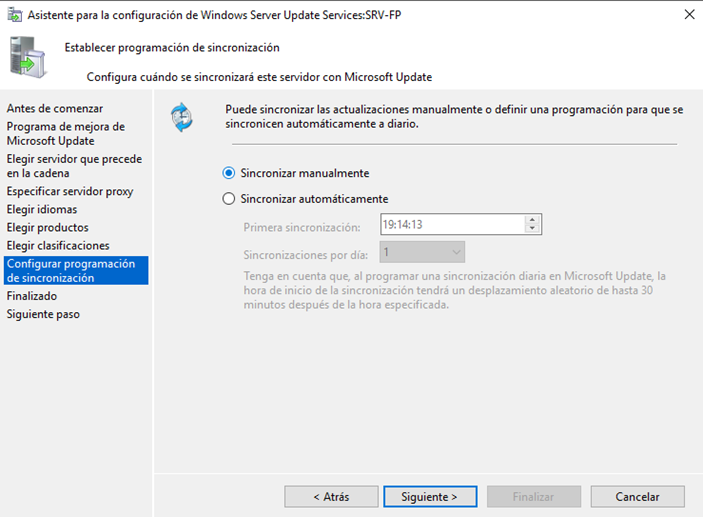 Asistente para la configuración de Windows Server Update Services:SRV-FP
Establecer programación de sincronización
Configura cuándo se sincronizará este servidor con Microsoft Update
Antes de comenzar
Programa de mejora de
Microsoft Update
Elegir servidor que precede
en la cadena
Especificar servidor proxy
Elegir idiomas
Elegir productos
Elegir clasificaciones
Configurar programación
de sincronización
Finalizado
Siguiente paso
Puede sincronizar las actualizaciones manualmente o definir una programación para que se
sincronicen automáticamente a diario.
Sincronizar manualmente
Sincronizar automáticamente
Primera sincronización:
19:14:13
Sincronizaciones por día:
1
Tenga en cuenta que, al programar una sincronización diaria en Microsoft Update, la
hora de inicio de la sincronización tendrá un desplazamiento aleatorio de hasta 30
minutos después de la hora especificada.
< Atrás
Siguiente >
Finalizar
Cancelar